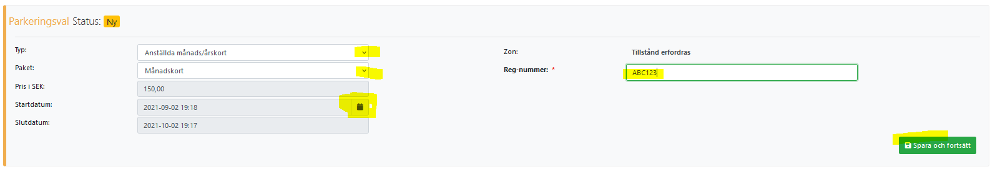 Parkeringsval Status: Ny
Typ: Anställda månads/årskort
Paket: Månadskort
Pris i SEK: 150,00
Startdatum: 2021-09-02 19:18
Slutdatum: 2021-10-02 19:17
Zon: Tillstånd erfordras
Reg-nummer: * ABC123
Spara och fortsätt